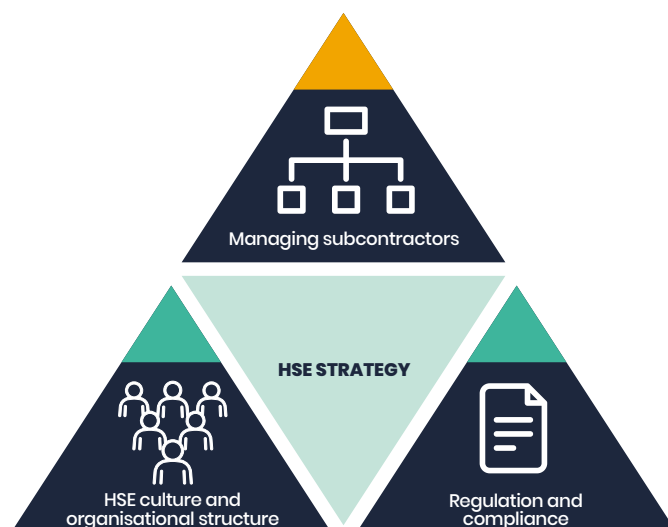 Managing subcontractors
HSE STRATEGY
HSE culture and
organisational structure
Regulation and
compliance